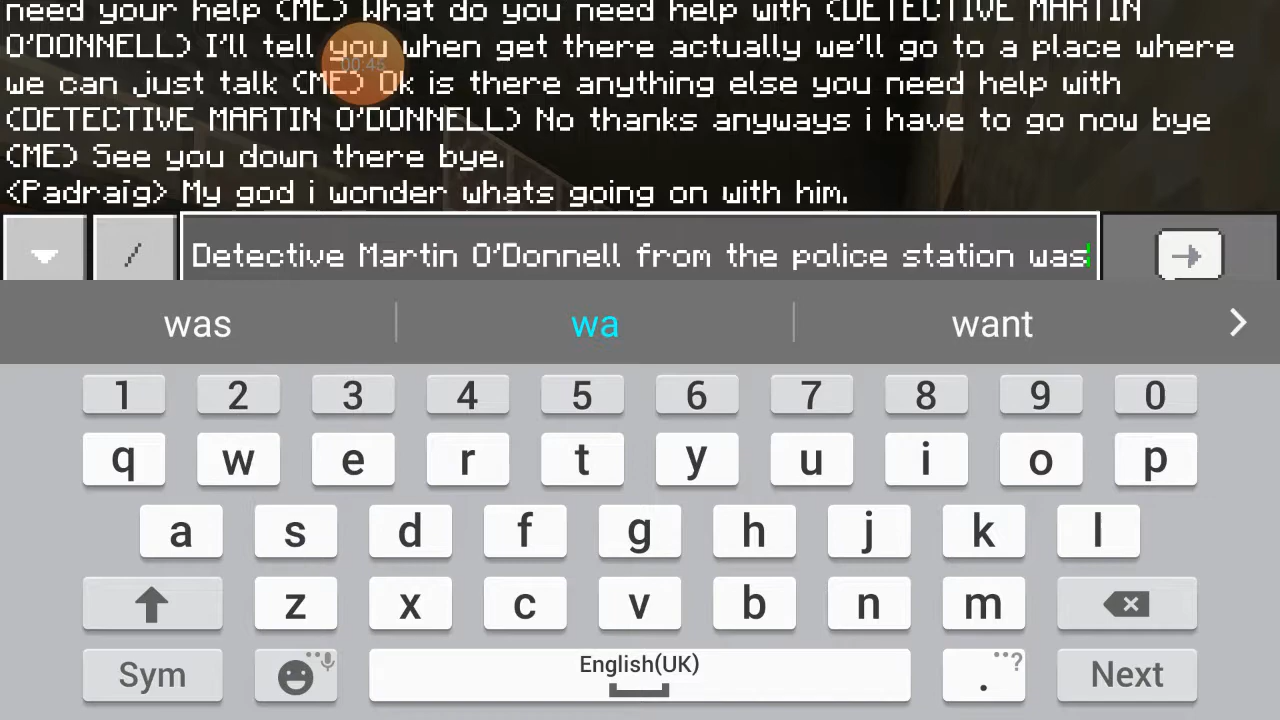 need your help (ME) What do you need help with (DETECTIVE MARTIN
O'DONNELL) I'll tell you when get there actually we'll go to a place where
we can just talk (ME) Ok is there anything else you need help with
(DETECTIVE MARTIN O'DONNELL) No thanks anyways i have to go now bye
(ME) See you down there bye.
<Padraig> My god i wonder whats going on with him.
00:45
/ Detective Martin O'Donnell from the police station was
was wa want
1 2 3 4 5 6 7 8 9 0
q w e r t y u i o p
a s d f g h j k l
z x c v b n m
Sym English(UK) . ? Next